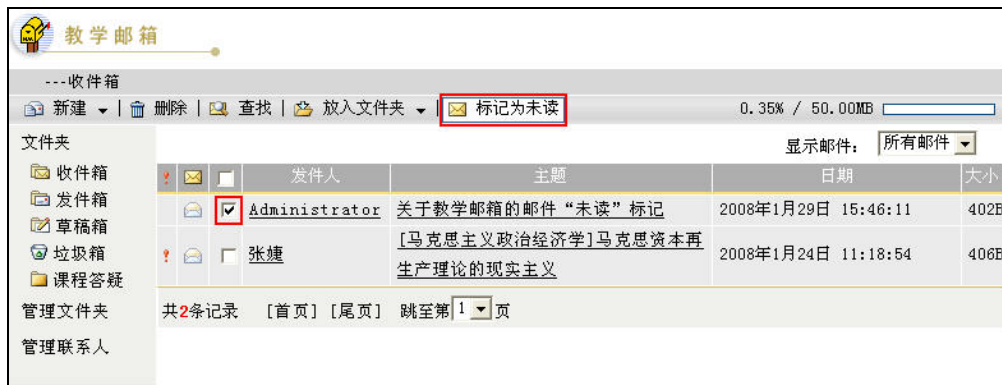 教学邮箱
---收件箱
新建 | 删除 | 查找 | 放入文件夹 | 标记为未读 0.35% / 50.00MB
文件夹 显示邮件: 所有邮件
收件箱 ! 发件人 主题 日期 大小
发件箱 Administrator 关于教学邮箱的邮件“未读”标记 2008年1月29日 15:46:11 402B
草稿箱
垃圾箱 ! 张婕 [马克思主义政治经济学]马克思资本再 2008年1月24日 11:18:54 406B
生产理论的现实主义
课程答疑
管理文件夹 共2条记录 [首页] [尾页] 跳至第 1 页
管理联系人